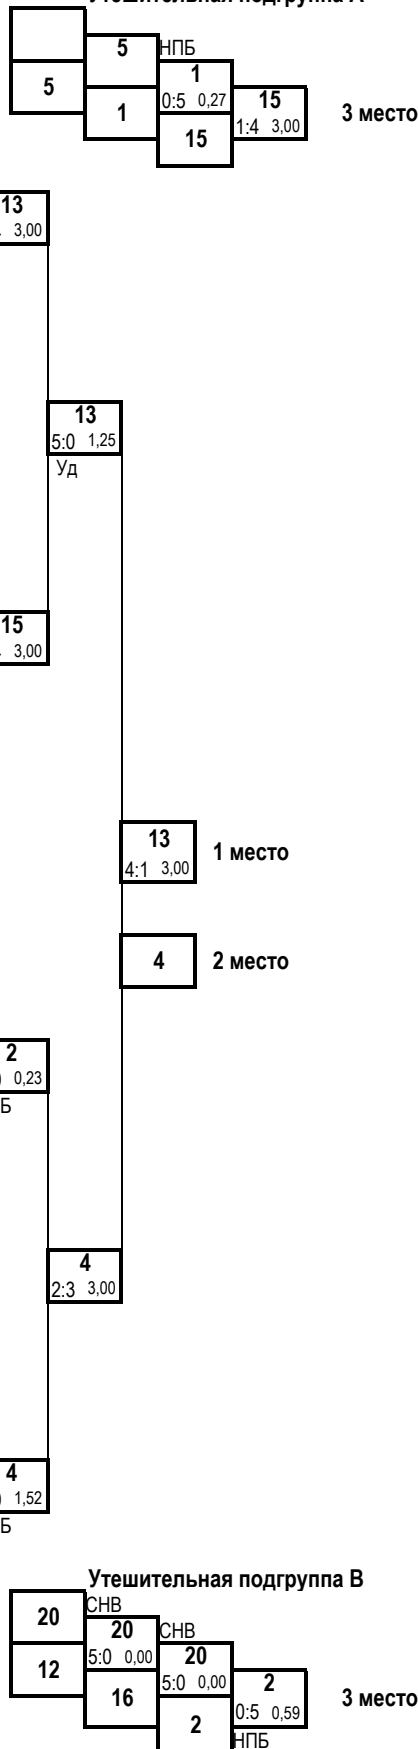 Утешительная подгруппа А
5 НПБ
5 1
0:5 0,27 15
1 1:4 3,00 3 место
15
13
3,00
13
5:0 1,25
Уд
15
3,00
13
4:1 3,00
1 место
4 2 место
2
0,23
Б
4
2:3 3,00
4
1,52
Б
Утешительная подгруппа В
20 СНВ
20 СНВ
12 5:0 0,00 20
16 5:0 0,00 2
0:5 0,59 3 место
2 НПБ